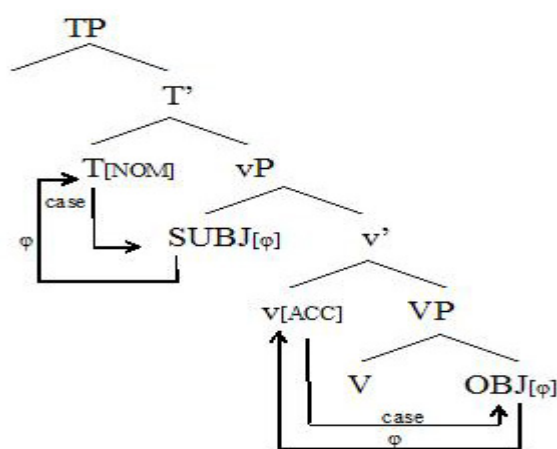 TP
T’
T[NOM] vP
case
φ
SUBJ[φ] v’
v[ACC] VP
V OBJ[φ]
case
φ